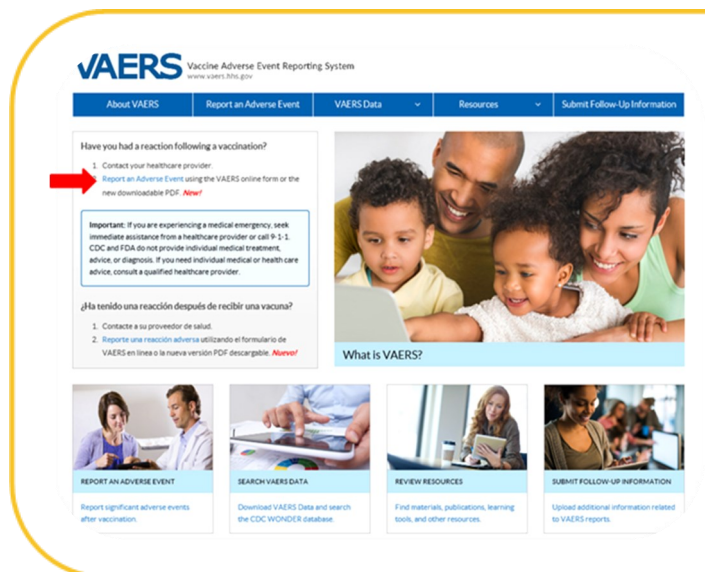 VAERS Vaccine Adverse Event Reporting System
www.vaers.hhs.gov
About VAERS Report an Adverse Event VAERS Data Resources Submit Follow-Up Information
Have you had a reaction following a vaccination?
1. Contact your healthcare provider.
Report an Adverse Event using the VAERS online form or the
new downloadable PDF. New!
Important: If you are experiencing a medical emergency, seek
immediate assistance from a healthcare provider or call 9-1-1.
CDC and FDA do not provide individual medical treatment,
advice, or diagnosis. If you need individual medical or health care
advice, consult a qualified healthcare provider.
¿Ha tenido una reacción después de recibir una vacuna?
1. Contacte a su proveedor de salud.
2. Reporte una reacción adversa utilizando el formulario de
VAERS en línea o la nueva versión PDF descargable. Nuevo!
What is VAERS?
REPORT AN ADVERSE EVENT
Report significant adverse events
after vaccination.
SEARCH VAERS DATA
Download VAERS Data and search
the CDC WONDER database.
REVIEW RESOURCES
Find materials, publications, learning
tools, and other resources.
SUBMIT FOLLOW-UP INFORMATION
Upload additional information related
to VAERS reports.